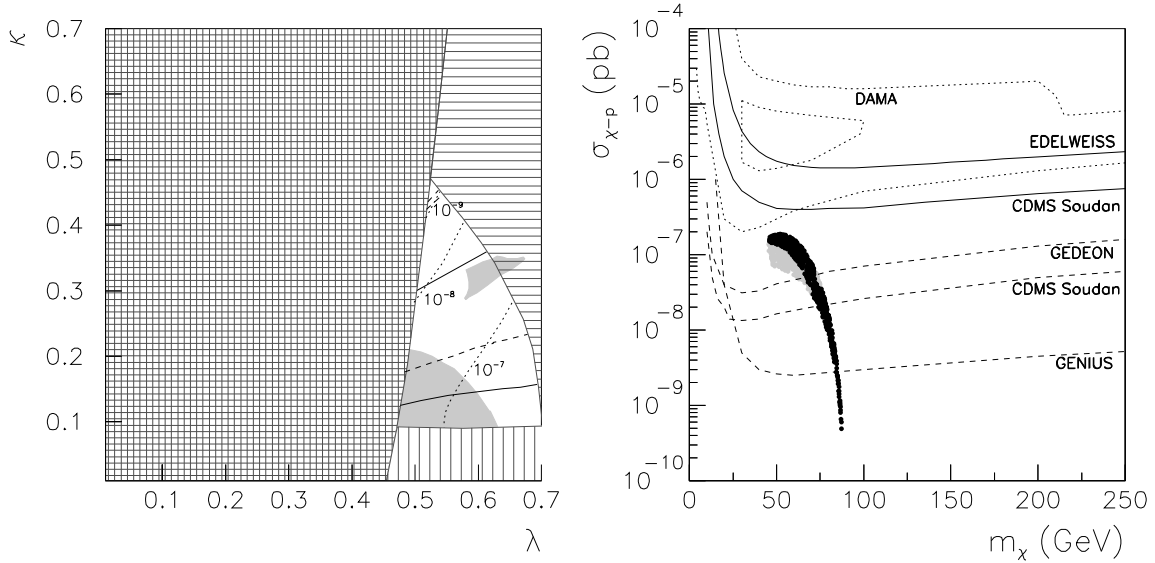 κ
0.7
0.6
0.5
0.4
0.3
0.2
0.1
10⁻⁹
10⁻⁸
10⁻⁷
0.1 0.2 0.3 0.4 0.5 0.6 0.7
λ
σχ₋p (pb)
10⁻⁴
10⁻⁵
10⁻⁶
10⁻⁷
10⁻⁸
10⁻⁹
10⁻¹⁰
DAMA
EDELWEISS
CDMS Soudan
GEDEON
CDMS Soudan
GENIUS
0 50 100 150 200 250
mχ (GeV)